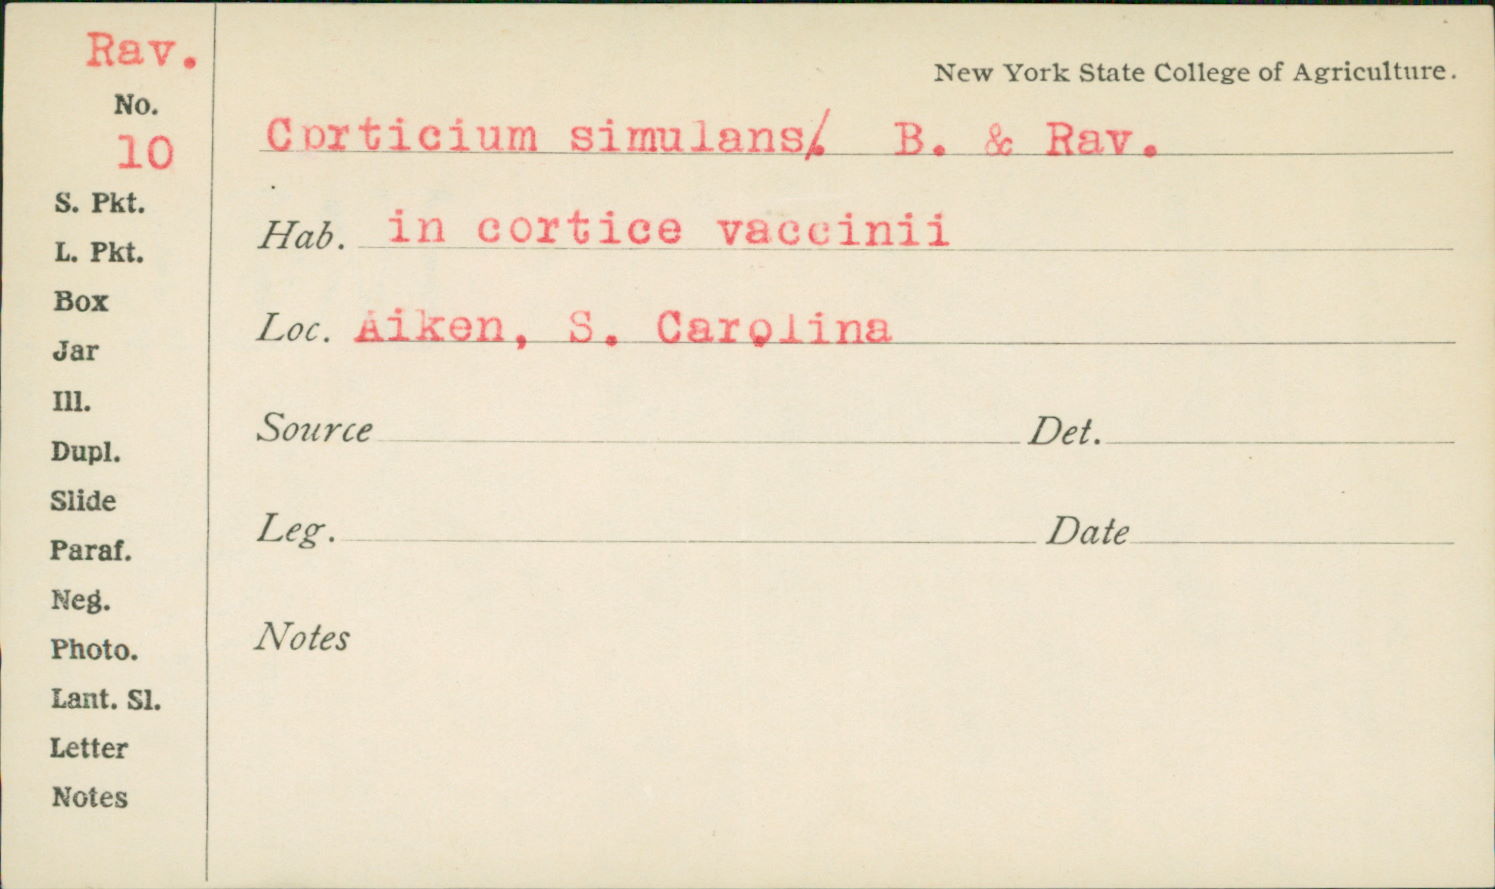 Rav.
New York State College of Agriculture.
No.
10
Corticium simulans. B. & Rav.
S. Pkt.
Hab. in cortice vaccinii
L. Pkt.
Box
Loc. Aiken, S. Carolina
Jar
Ill.
Source Det.
Dupl.
Slide
Leg. Date
Paraf.
Neg.
Notes
Photo.
Lant. Sl.
Letter
Notes